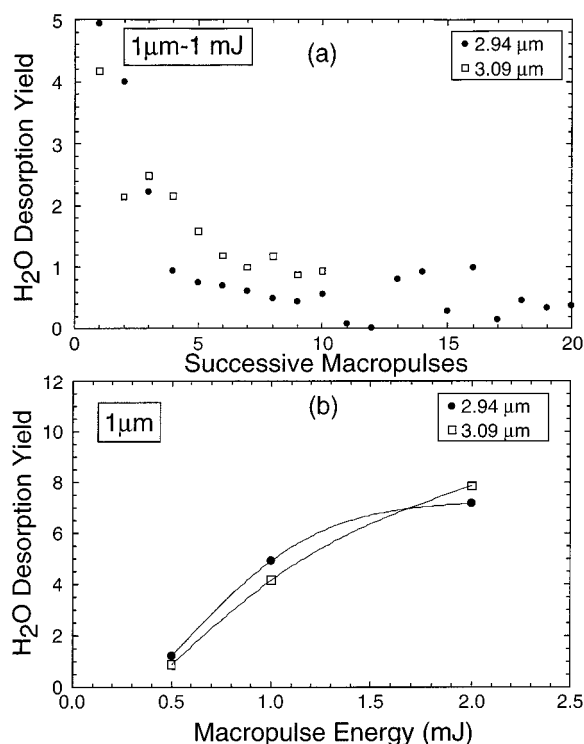 1μm-1 mJ
(a)
● 2.94 μm
□ 3.09 μm
H2O Desorption Yield
5
4
3
2
1
0
0 5 10 15 20
Successive Macropulses
1μm
(b)
● 2.94 μm
□ 3.09 μm
H2O Desorption Yield
12
10
8
6
4
2
0
0.0 0.5 1.0 1.5 2.0 2.5
Macropulse Energy (mJ)